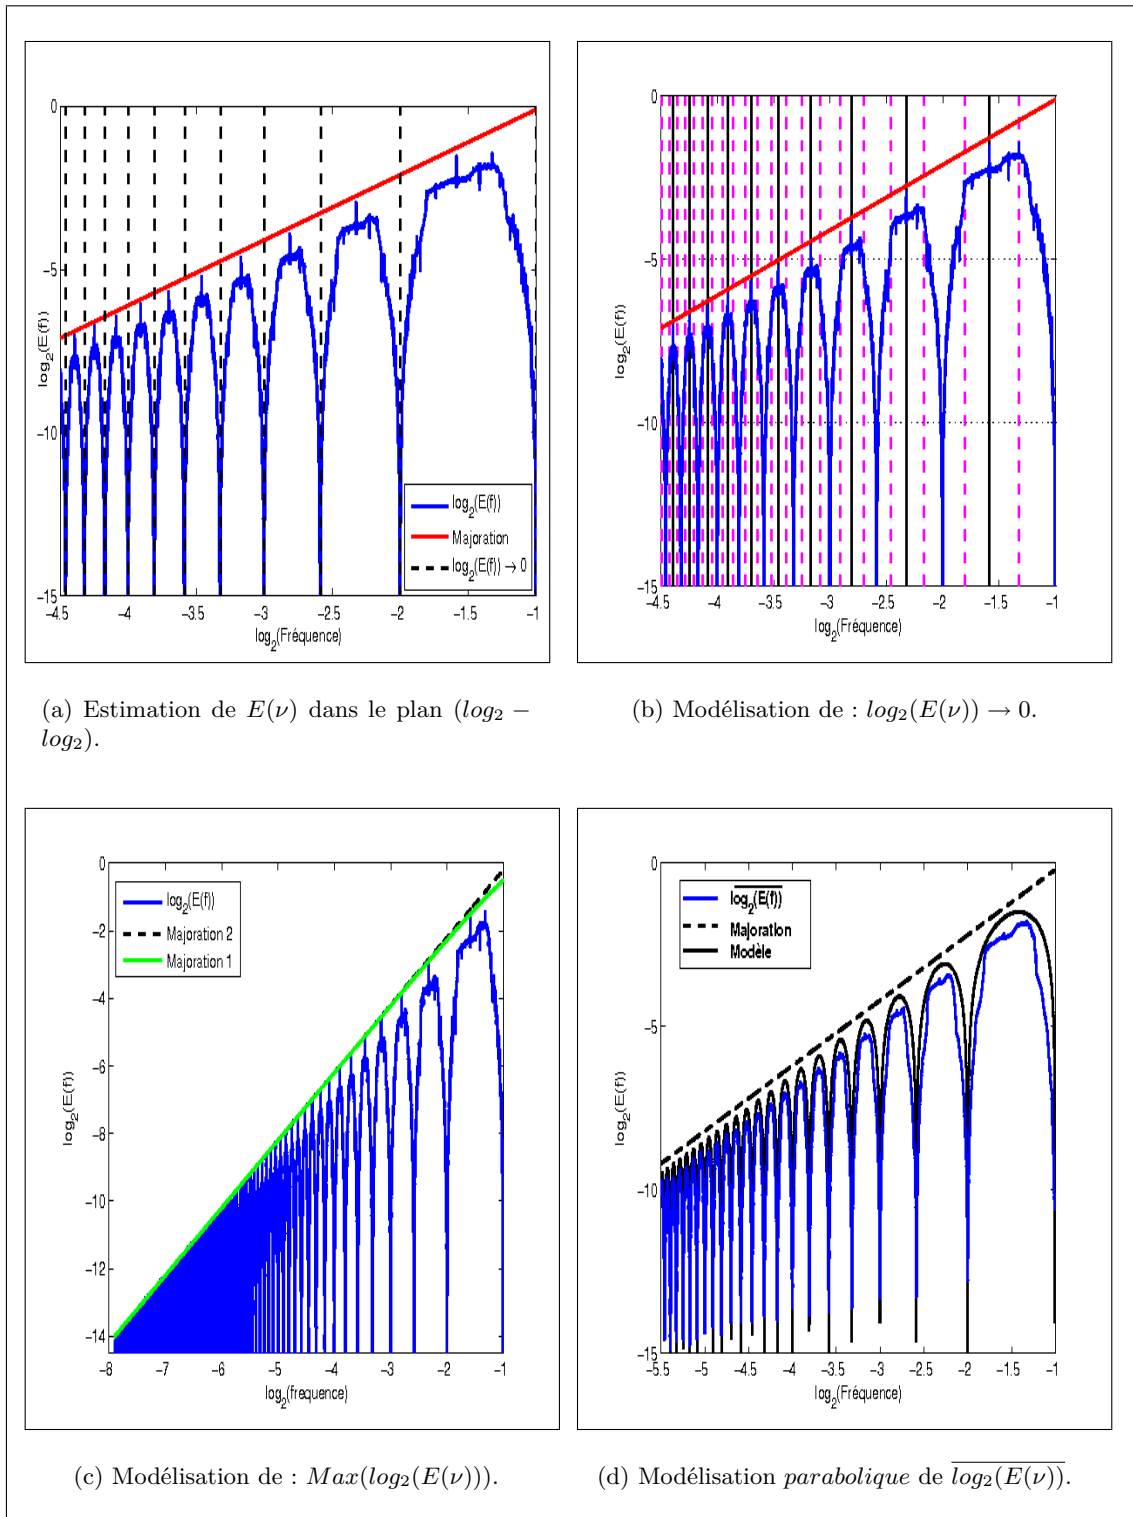 0
−5
−10
−15
−4.5 −4 −3.5 −3 −2.5 −2 −1.5 −1
log2(E(f))
log2(Fréquence)
log2(E(f))
Majoration
log2(E(f)) → 0
(a) Estimation de E(ν) dans le plan (log2 −
log2).
0
−5
−10
−15
−4.5 −4 −3.5 −3 −2.5 −2 −1.5 −1
log2(E(f))
log2(Fréquence)
(b) Modélisation de : log2(E(ν)) → 0.
0
−2
−4
−6
−8
−10
−12
−14
−8 −7 −6 −5 −4 −3 −2 −1
log2(E(f))
log2(frequence)
log2(E(f))
Majoration 2
Majoration 1
(c) Modélisation de : Max(log2(E(ν))).
0
−5
−10
−15
−5.5 −5 −4.5 −4 −3.5 −3 −2.5 −2 −1.5 −1
log2(E(f))
log2(Fréquence)
log2(E(f))
Majoration
Modèle
(d) Modélisation parabolique de log2(E(ν)).